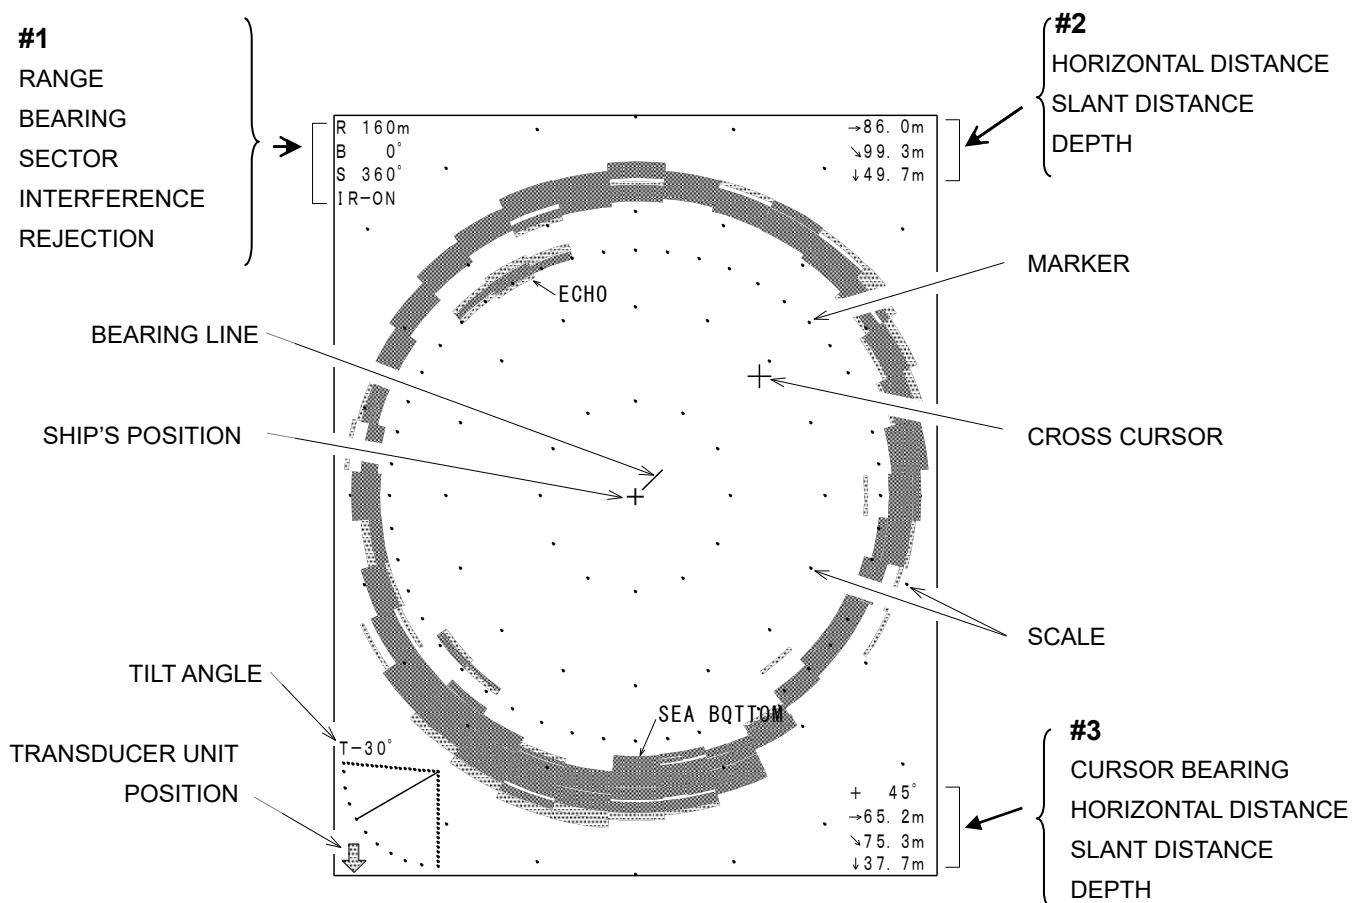 #1
RANGE
BEARING
SECTOR
INTERFERENCE
REJECTION
#2
HORIZONTAL DISTANCE
SLANT DISTANCE
DEPTH
R 160m
B 0°
S 360°
IR-ON
→86. 0m
↘99. 3m
↓49. 7m
MARKER
ECHO
BEARING LINE
SHIP'S POSITION
CROSS CURSOR
SCALE
TILT ANGLE
SEA BOTTOM
T-30°
TRANSDUCER UNIT
POSITION
#3
CURSOR BEARING
HORIZONTAL DISTANCE
SLANT DISTANCE
DEPTH
+ 45°
→65. 2m
↘75. 3m
↓37. 7m